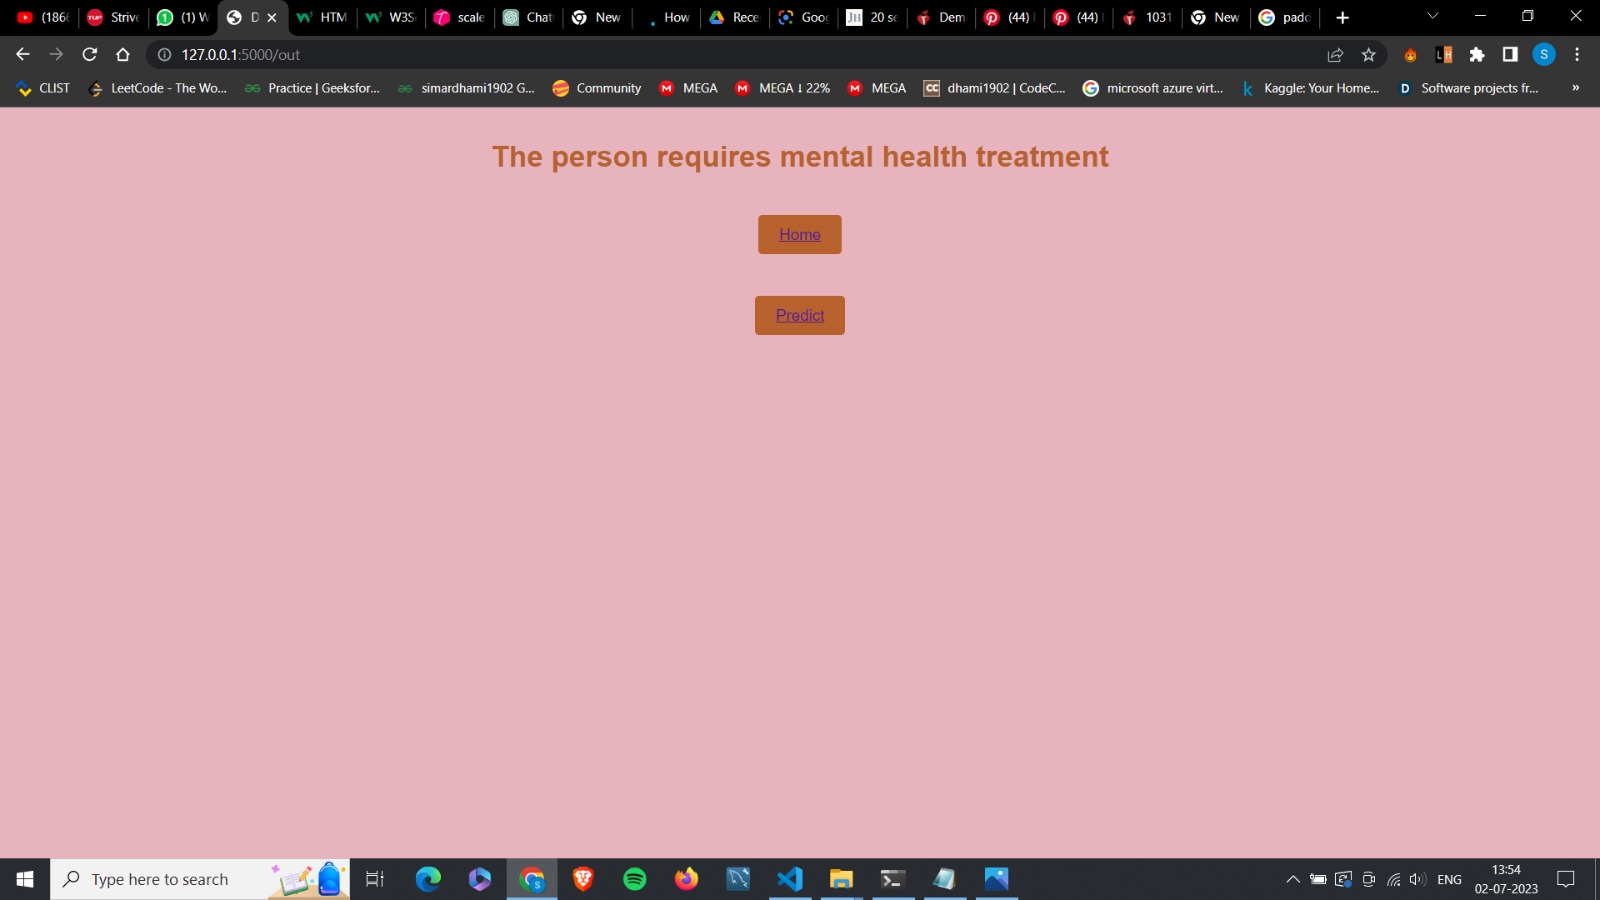 (186
Strive
(1) W
D
HTM
W3S
scale
Chat
New
How
Rece
Goog
20 se
Dem
(44)
(44)
1031
New
padd
127.0.0.1:5000/out
S
CLIST
LeetCode - The Wo...
Practice | Geeksfor...
simardhami1902 G...
Community
MEGA
MEGA ↓ 22%
MEGA
dhami1902 | CodeC...
microsoft azure virt...
Kaggle: Your Home...
Software projects fr...
»
The person requires mental health treatment
Home
Predict
Type here to search
ENG
13:54
02-07-2023